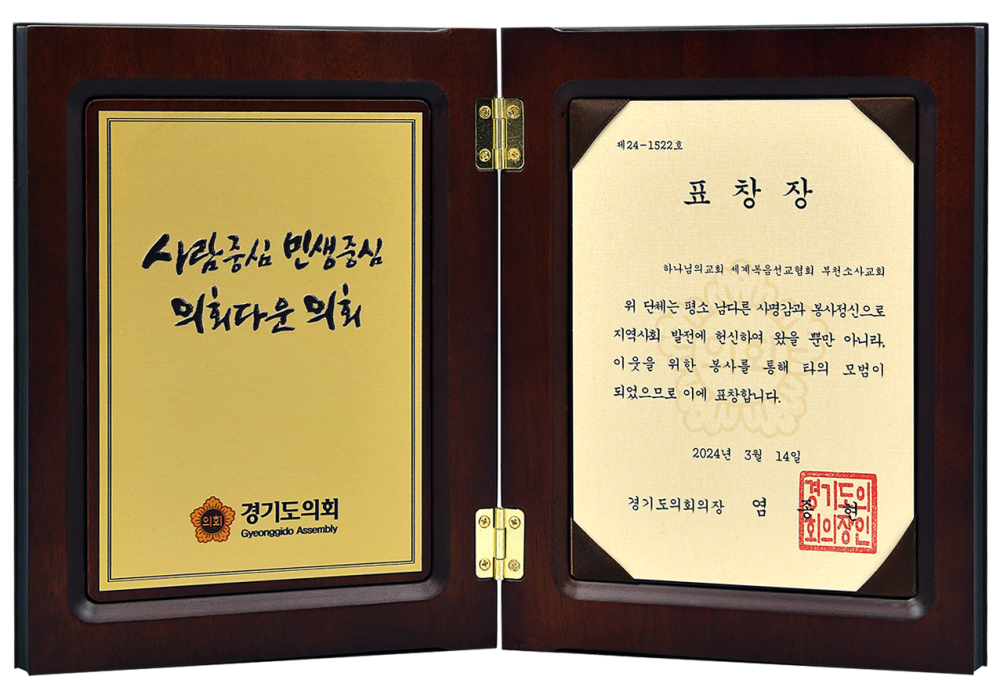 사람중심 민생중심
의회다운 의회
의회
경기도의회
Gyeonggido Assembly
제24-1522호
표창장
하나님의교회 세계복음선교협회 부천소사교회
위 단체는 평소 남다른 사명감과 봉사정신으로
지역사회 발전에 헌신하여 왔을 뿐만 아니라,
이웃을 위한 봉사를 통해 타의 모범이
되었으므로 이에 표창합니다.
2024년 3월 14일
경기도의회의장 염종현
경기도의
회의장인